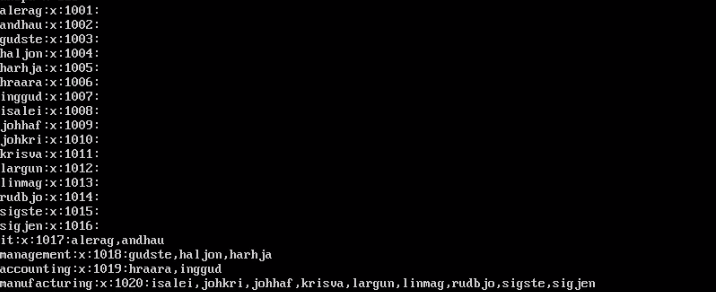 alerag:x:1001:
andhau:x:1002:
gudste:x:1003:
haljon:x:1004:
harhja:x:1005:
hraara:x:1006:
inggud:x:1007:
isalei:x:1008:
johhaf:x:1009:
johkri:x:1010:
krisva:x:1011:
largun:x:1012:
linmag:x:1013:
rudbjo:x:1014:
sigste:x:1015:
sigjen:x:1016:
it:x:1017:alerag,andhau
management:x:1018:gudste,haljon,harhja
accounting:x:1019:hraara,inggud
manufacturing:x:1020:isalei,johkri,johhaf,krisva,largun,linmag,rudbjo,sigste,sigjen